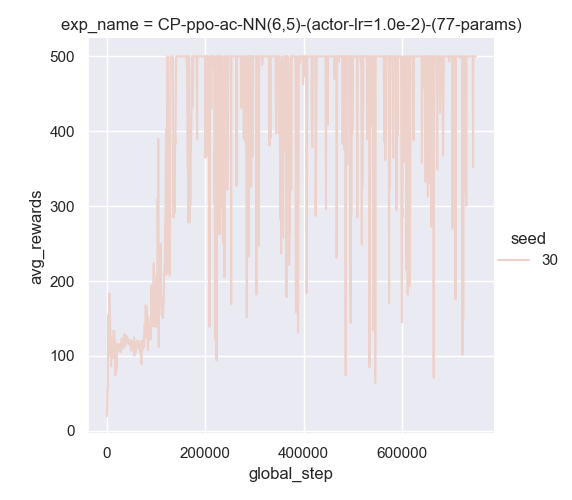 exp_name = CP-ppo-ac-NN(6,5)-(actor-lr=1.0e-2)-(77-params)
500
400
300
200
100
0
avg_rewards
0 200000 400000 600000
global_step
seed
30